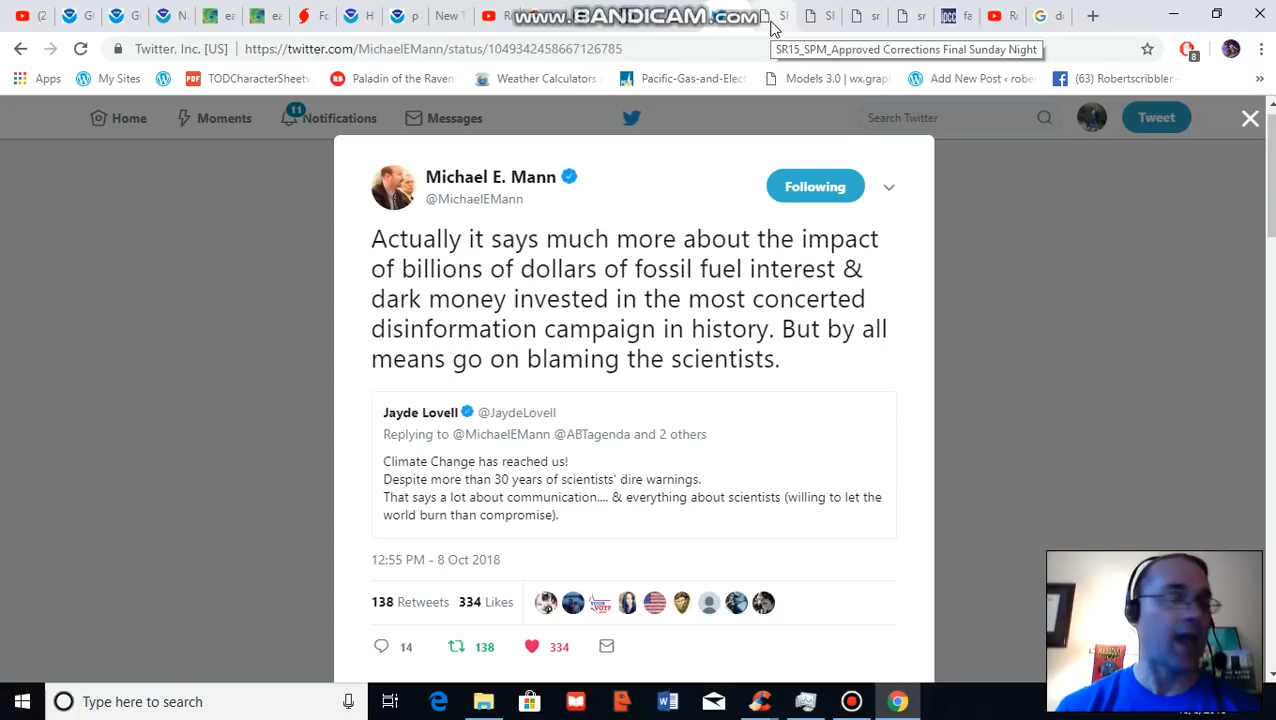 www.BANDICAM.com
SR15_SPM_Approved Corrections Final Sunday Night
Twitter, Inc. [US] https://twitter.com/MichaelEMann/status/1049342458667126785
8
Apps My Sites TODCharacterSheetv Paladin of the Raven Weather Calculators Pacific-Gas-and-Elect Models 3.0 | wx.grap Add New Post ‹ robe (63) Robertscribbler
11
Home Moments Notifications Messages Search Twitter Tweet
Michael E. Mann
@MichaelEMann
Following
Actually it says much more about the impact
of billions of dollars of fossil fuel interest &
dark money invested in the most concerted
disinformation campaign in history. But by all
means go on blaming the scientists.
Jayde Lovell @JaydeLovell
Replying to @MichaelEMann @ABTagenda and 2 others
Climate Change has reached us!
Despite more than 30 years of scientists' dire warnings.
That says a lot about communication.... & everything about scientists (willing to let the
world burn than compromise).
12:55 PM - 8 Oct 2018
138 Retweets 334 Likes
14 138 334
Type here to search